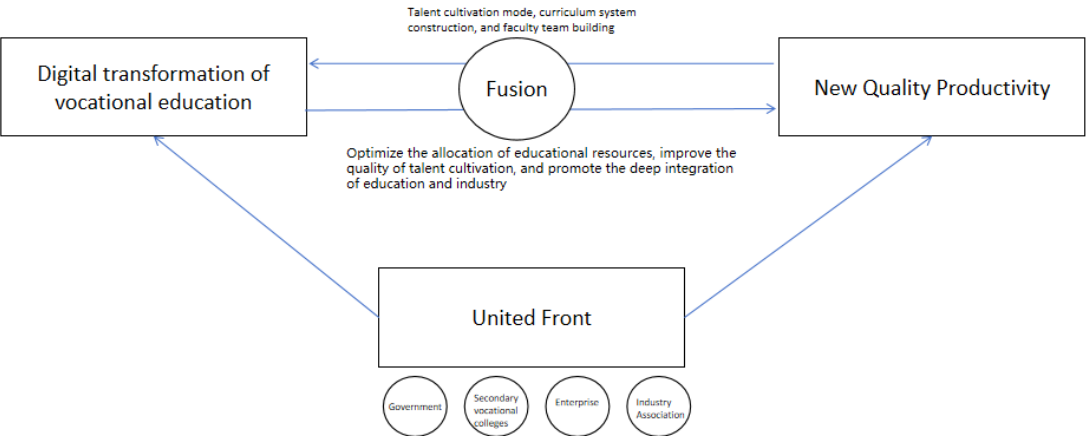 Talent cultivation mode, curriculum system
construction, and faculty team building
Digital transformation of
vocational education
Fusion
New Quality Productivity
Optimize the allocation of educational resources, improve the
quality of talent cultivation, and promote the deep integration
of education and industry
United Front
Government
Secondary
vocational
colleges
Enterprise
Industry
Association